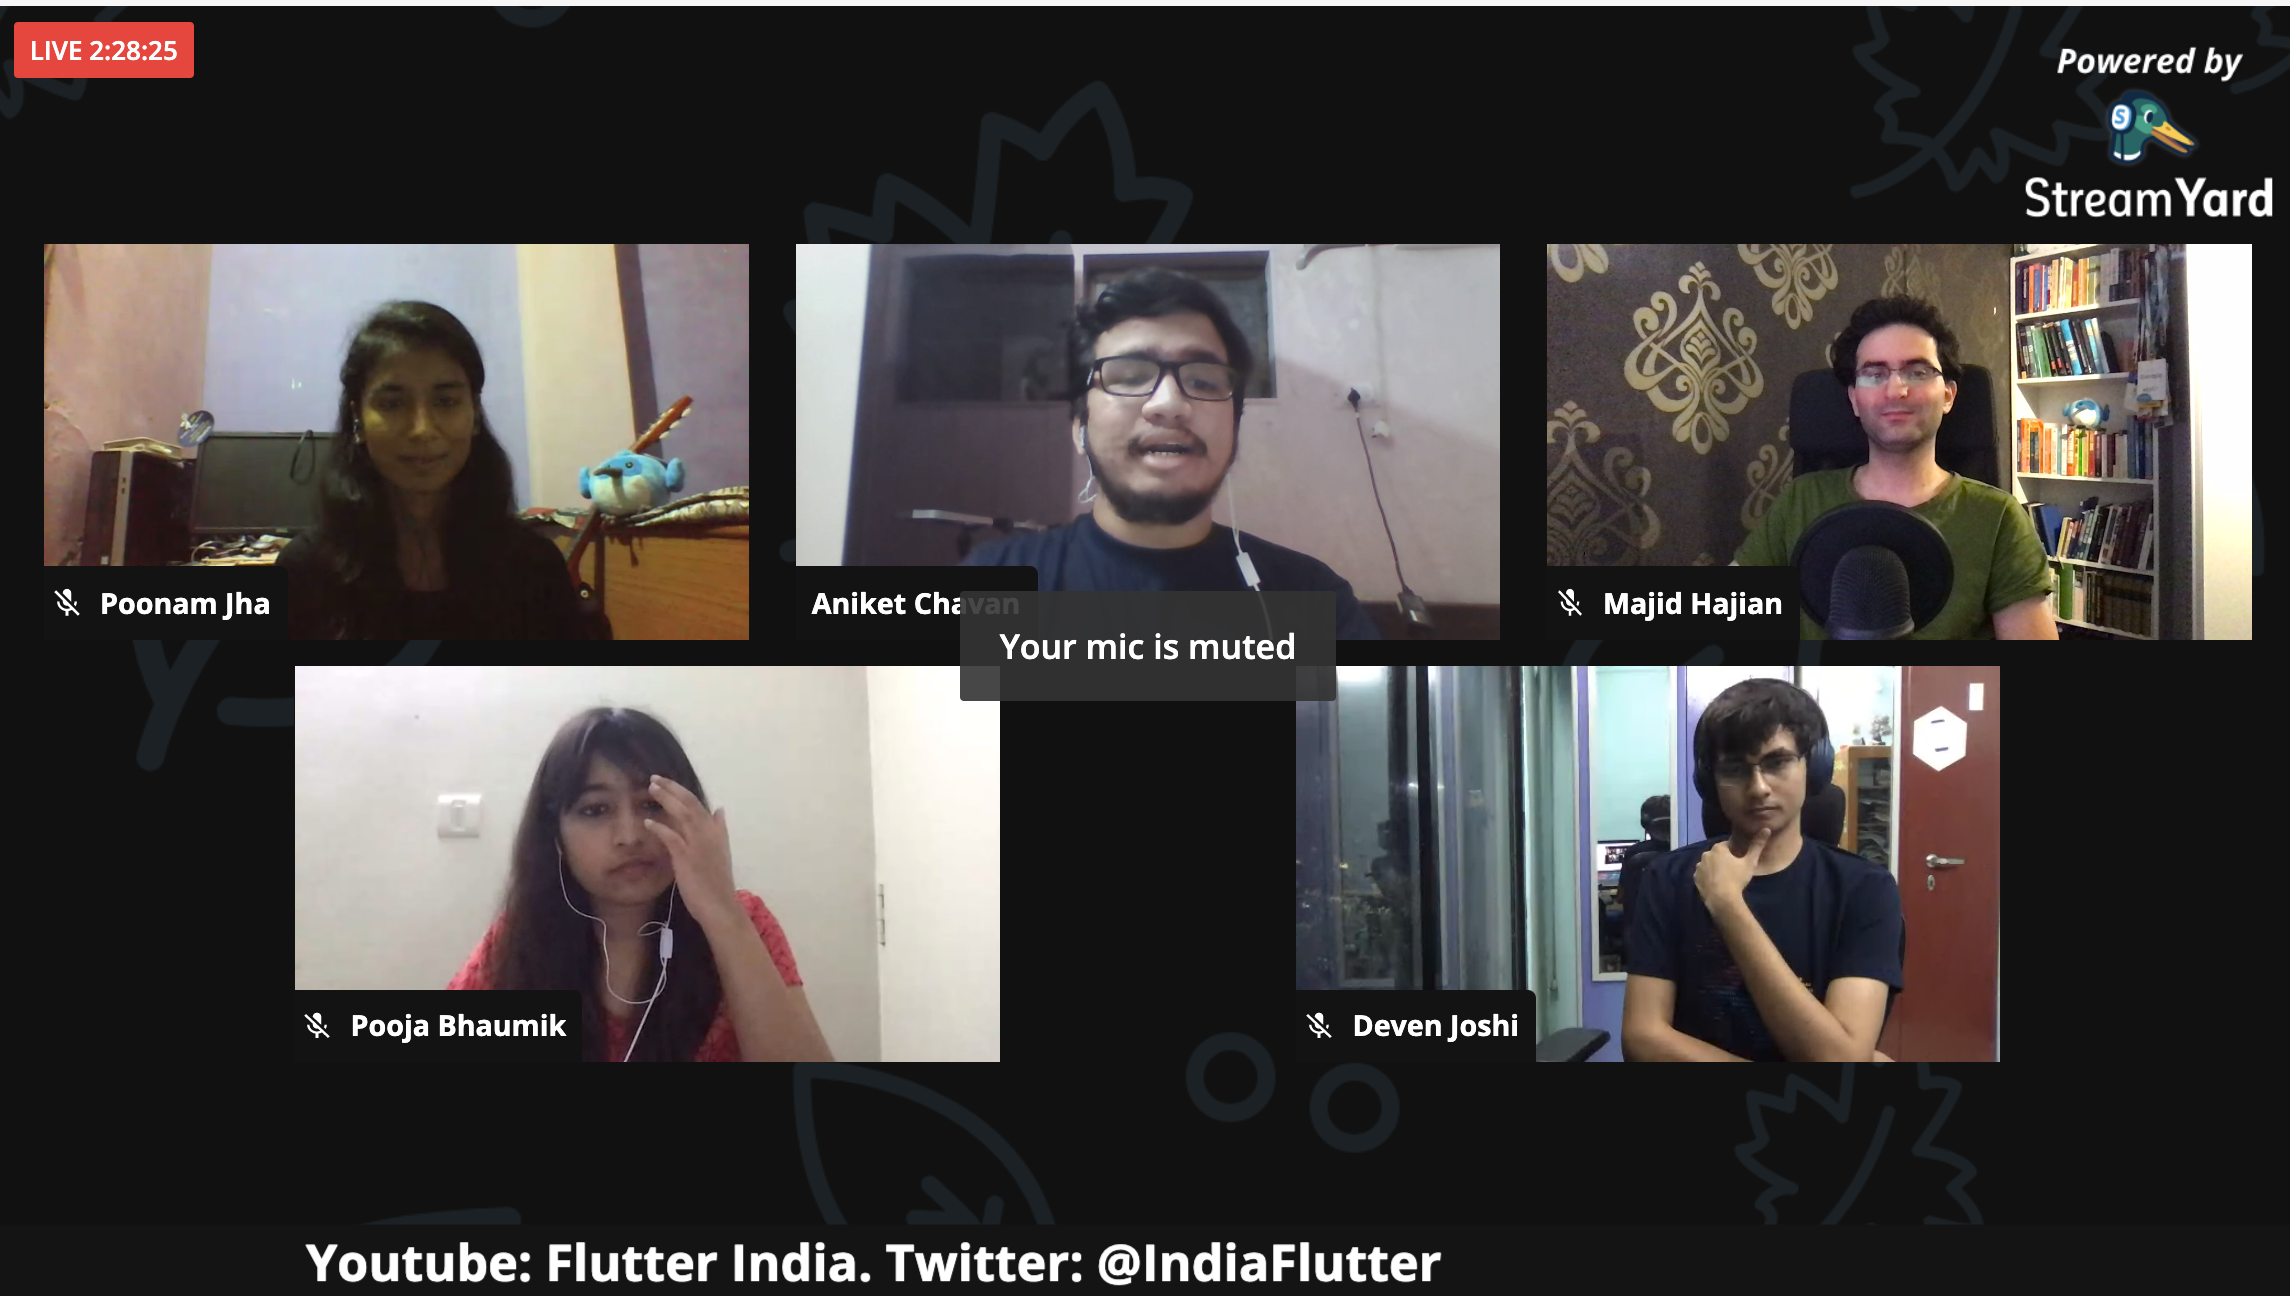 LIVE 2:28:25
Powered by
StreamYard
Poonam Jha
Aniket Chavan
Majid Hajian
Your mic is muted
Pooja Bhaumik
Deven Joshi
Youtube: Flutter India. Twitter: @IndiaFlutter